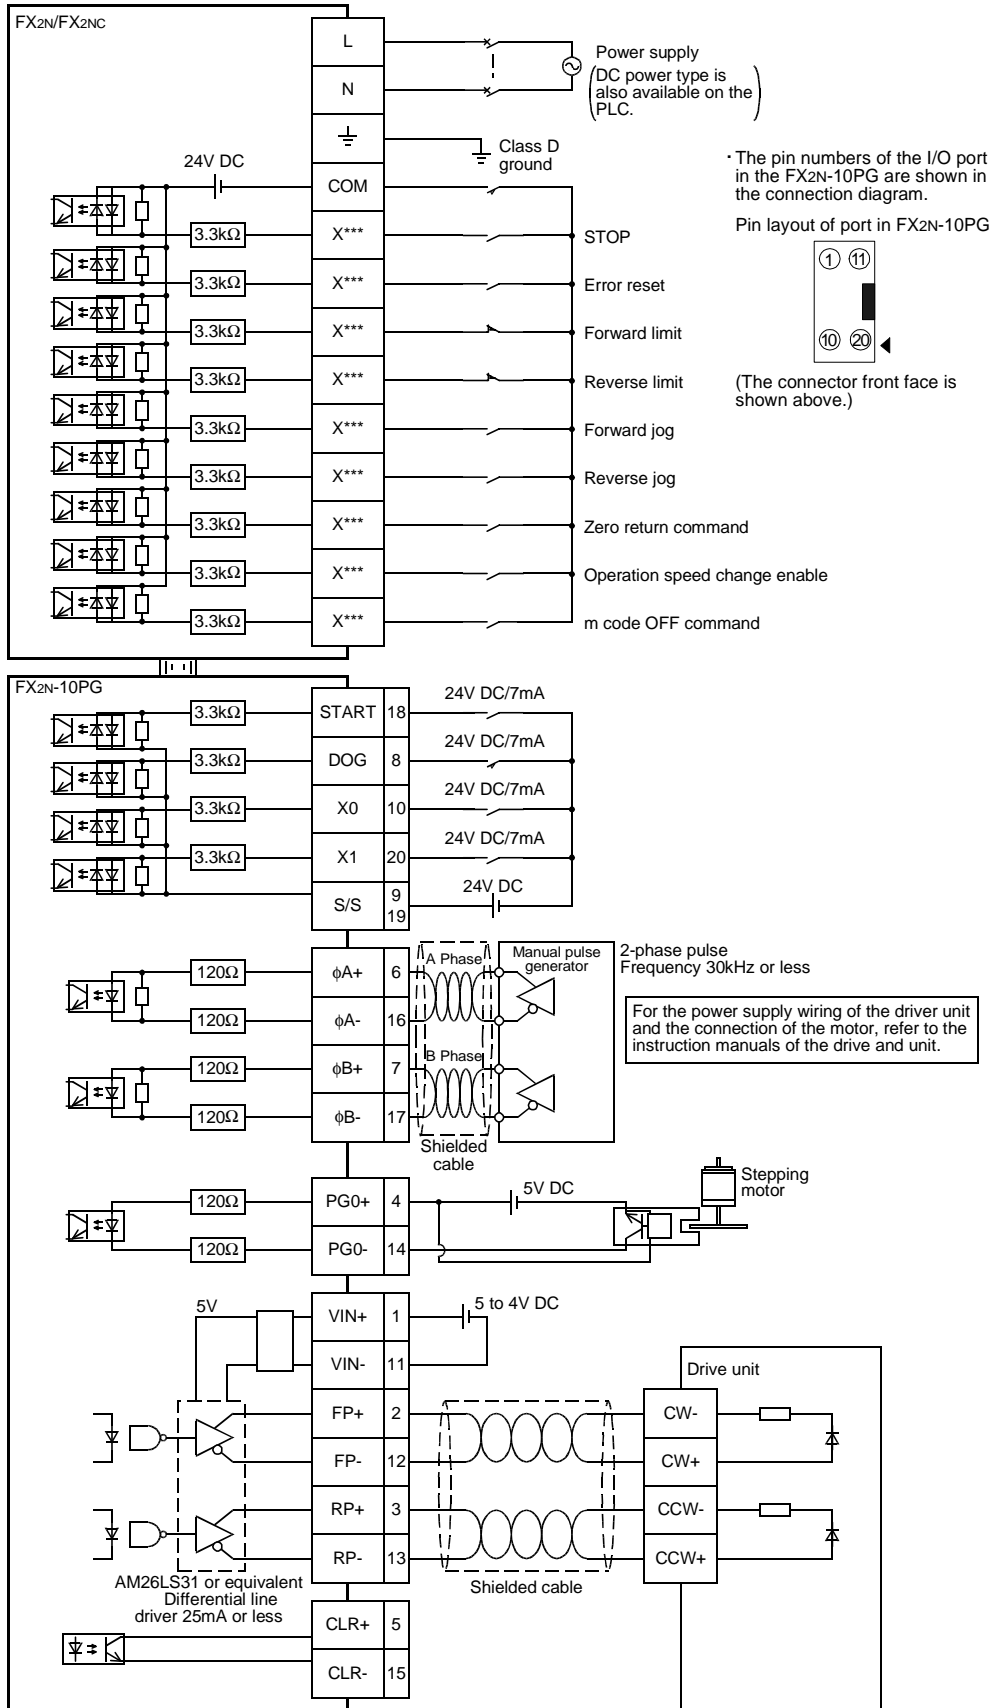 FX2N/FX2NC
L
N
Power supply
DC power type is
also available on the
PLC.
Class D
ground
24V DC
COM
3.3kΩ
X***
STOP
3.3kΩ
X***
Error reset
3.3kΩ
X***
Forward limit
3.3kΩ
X***
Reverse limit
3.3kΩ
X***
Forward jog
3.3kΩ
X***
Reverse jog
3.3kΩ
X***
Zero return command
3.3kΩ
X***
Operation speed change enable
3.3kΩ
X***
m code OFF command
· The pin numbers of the I/O port
in the FX2N-10PG are shown in
the connection diagram.
Pin layout of port in FX2N-10PG
① ⑪
⑩ ⑳
(The connector front face is
shown above.)
FX2N-10PG
3.3kΩ
START 18
24V DC/7mA
3.3kΩ
DOG 8
24V DC/7mA
3.3kΩ
X0 10
24V DC/7mA
3.3kΩ
X1 20
24V DC/7mA
S/S 9
19
24V DC
120Ω
ϕA+ 6
120Ω
ϕA- 16
120Ω
ϕB+ 7
120Ω
ϕB- 17
A Phase
B Phase
Shielded
cable
Manual pulse
generator
2-phase pulse
Frequency 30kHz or less
For the power supply wiring of the driver unit
and the connection of the motor, refer to the
instruction manuals of the drive and unit.
120Ω
PG0+ 4
120Ω
PG0- 14
5V DC
Stepping
motor
5V
VIN+ 1
5 to 4V DC
VIN- 11
FP+ 2
FP- 12
RP+ 3
RP- 13
AM26LS31 or equivalent
Differential line
driver 25mA or less
Shielded cable
Drive unit
CW-
CW+
CCW-
CCW+
CLR+ 5
CLR- 15